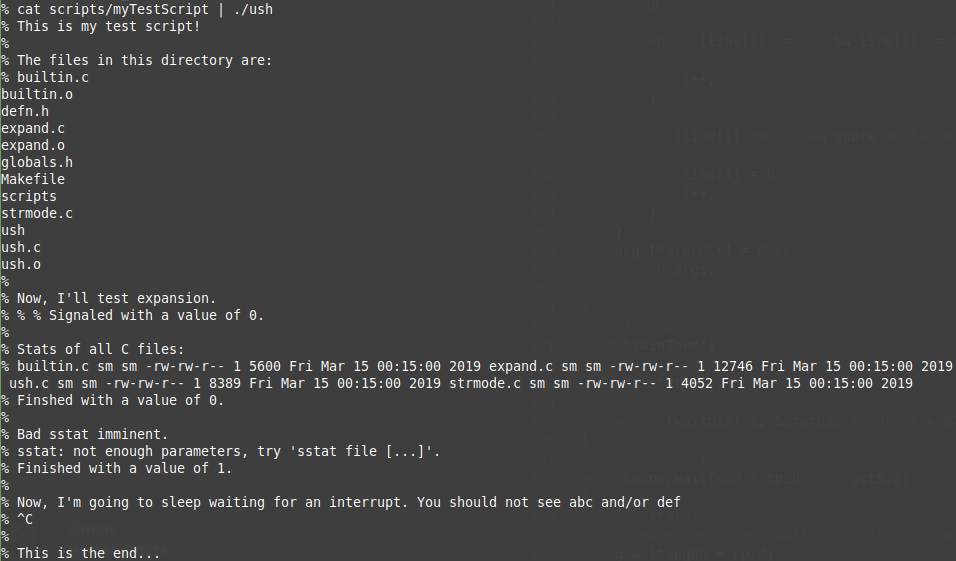 % cat scripts/myTestScript | ./ush
% This is my test script!
%
% The files in this directory are:
% builtin.c
builtin.o
defn.h
expand.c
expand.o
globals.h
Makefile
scripts
strmode.c
ush
ush.c
ush.o
%
% Now, I'll test expansion.
% % % Signaled with a value of 0.
%
% Stats of all C files:
% builtin.c sm sm -rw-rw-r-- 1 5600 Fri Mar 15 00:15:00 2019 expand.c sm sm -rw-rw-r-- 1 12746 Fri Mar 15 00:15:00 2019
ush.c sm sm -rw-rw-r-- 1 8389 Fri Mar 15 00:15:00 2019 strmode.c sm sm -rw-rw-r-- 1 4052 Fri Mar 15 00:15:00 2019
% Finshed with a value of 0.
%
% Bad sstat imminent.
% sstat: not enough parameters, try 'sstat file [...]'.
% Finished with a value of 1.
%
% Now, I'm going to sleep waiting for an interrupt. You should not see abc and/or def
% ^C
%
% This is the end...